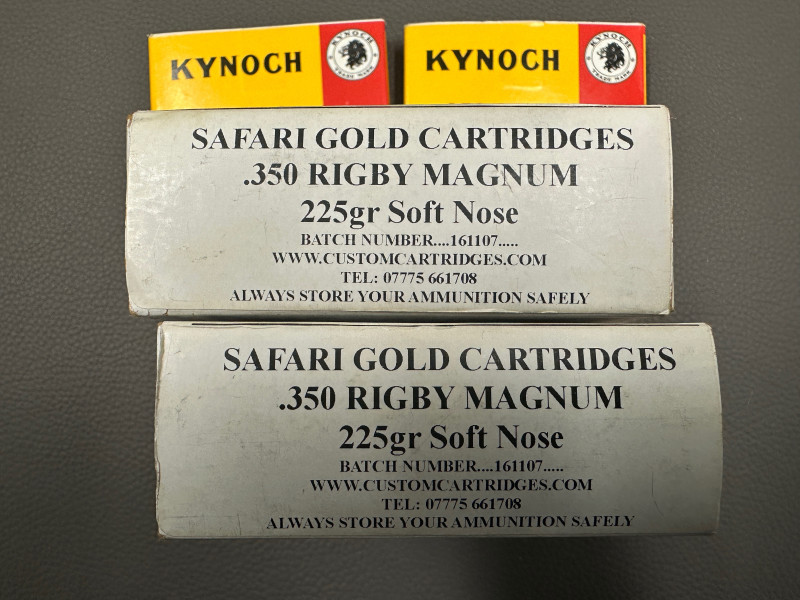 KYNOCH
KYNOCH
TRADE MARK
KYNOCH
KYNOCH
TRADE MARK
SAFARI GOLD CARTRIDGES
.350 RIGBY MAGNUM
225gr Soft Nose
BATCH NUMBER....161107.....
WWW.CUSTOMCARTRIDGES.COM
TEL: 07775 661708
ALWAYS STORE YOUR AMMUNITION SAFELY
SAFARI GOLD CARTRIDGES
.350 RIGBY MAGNUM
225gr Soft Nose
BATCH NUMBER....161107.....
WWW.CUSTOMCARTRIDGES.COM
TEL: 07775 661708
ALWAYS STORE YOUR AMMUNITION SAFELY